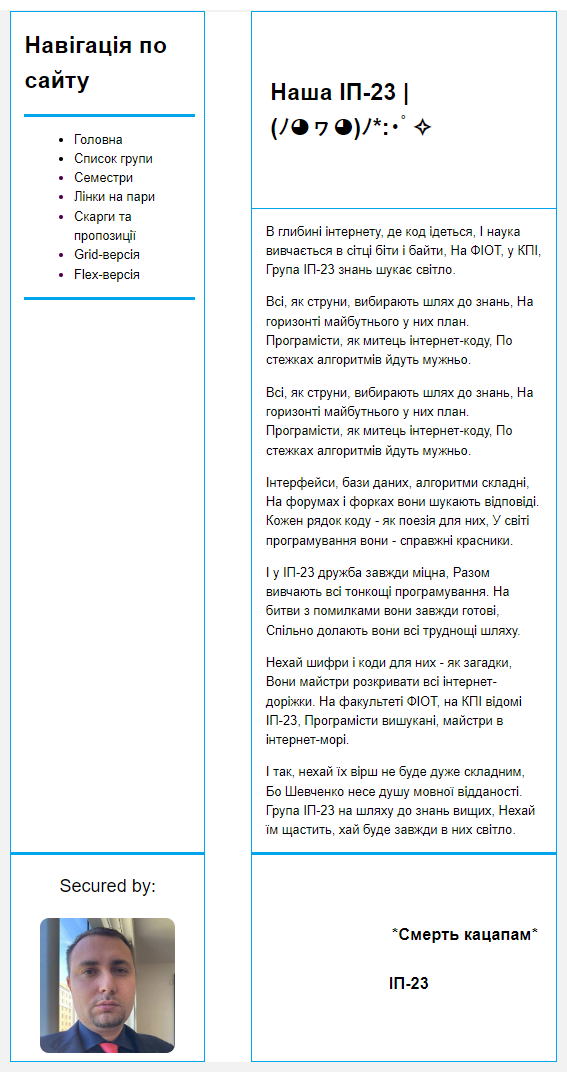 Навігація по
сайту
Головна
Список групи
Семестри
Лінки на пари
Скарги та
пропозиції
Grid-версія
Flex-версія
Наша ІП-23 |
(ﾉ◕ヮ◕)ﾉ*:･ﾟ✧
В глибині інтернету, де код ідеться, І наука
вивчається в сітці біти і байти, На ФІОТ, у КПІ,
Група ІП-23 знань шукає світло.
Всі, як струни, вибирають шлях до знань, На
горизонті майбутнього у них план.
Програмісти, як митець інтернет-коду, По
стежках алгоритмів йдуть мужньо.
Всі, як струни, вибирають шлях до знань, На
горизонті майбутнього у них план.
Програмісти, як митець інтернет-коду, По
стежках алгоритмів йдуть мужньо.
Інтерфейси, бази даних, алгоритми складні,
На форумах і форках вони шукають відповіді.
Кожен рядок коду - як поезія для них, У світі
програмування вони - справжні красники.
І у ІП-23 дружба завжди міцна, Разом
вивчають всі тонкощі програмування. На
битви з помилками вони завжди готові,
Спільно долають вони всі труднощі шляху.
Нехай шифри і коди для них - як загадки,
Вони майстри розкривати всі інтернет-
доріжки. На факультеті ФІОТ, на КПІ відомі
ІП-23, Програмісти вишукані, майстри в
інтернет-морі.
І так, нехай їх вірш не буде дуже складним,
Бо Шевченко несе душу мовної відданості.
Група ІП-23 на шляху до знань вищих, Нехай
їм щастить, хай буде завжди в них світло.
Secured by:
*Смерть кацапам*
ІП-23